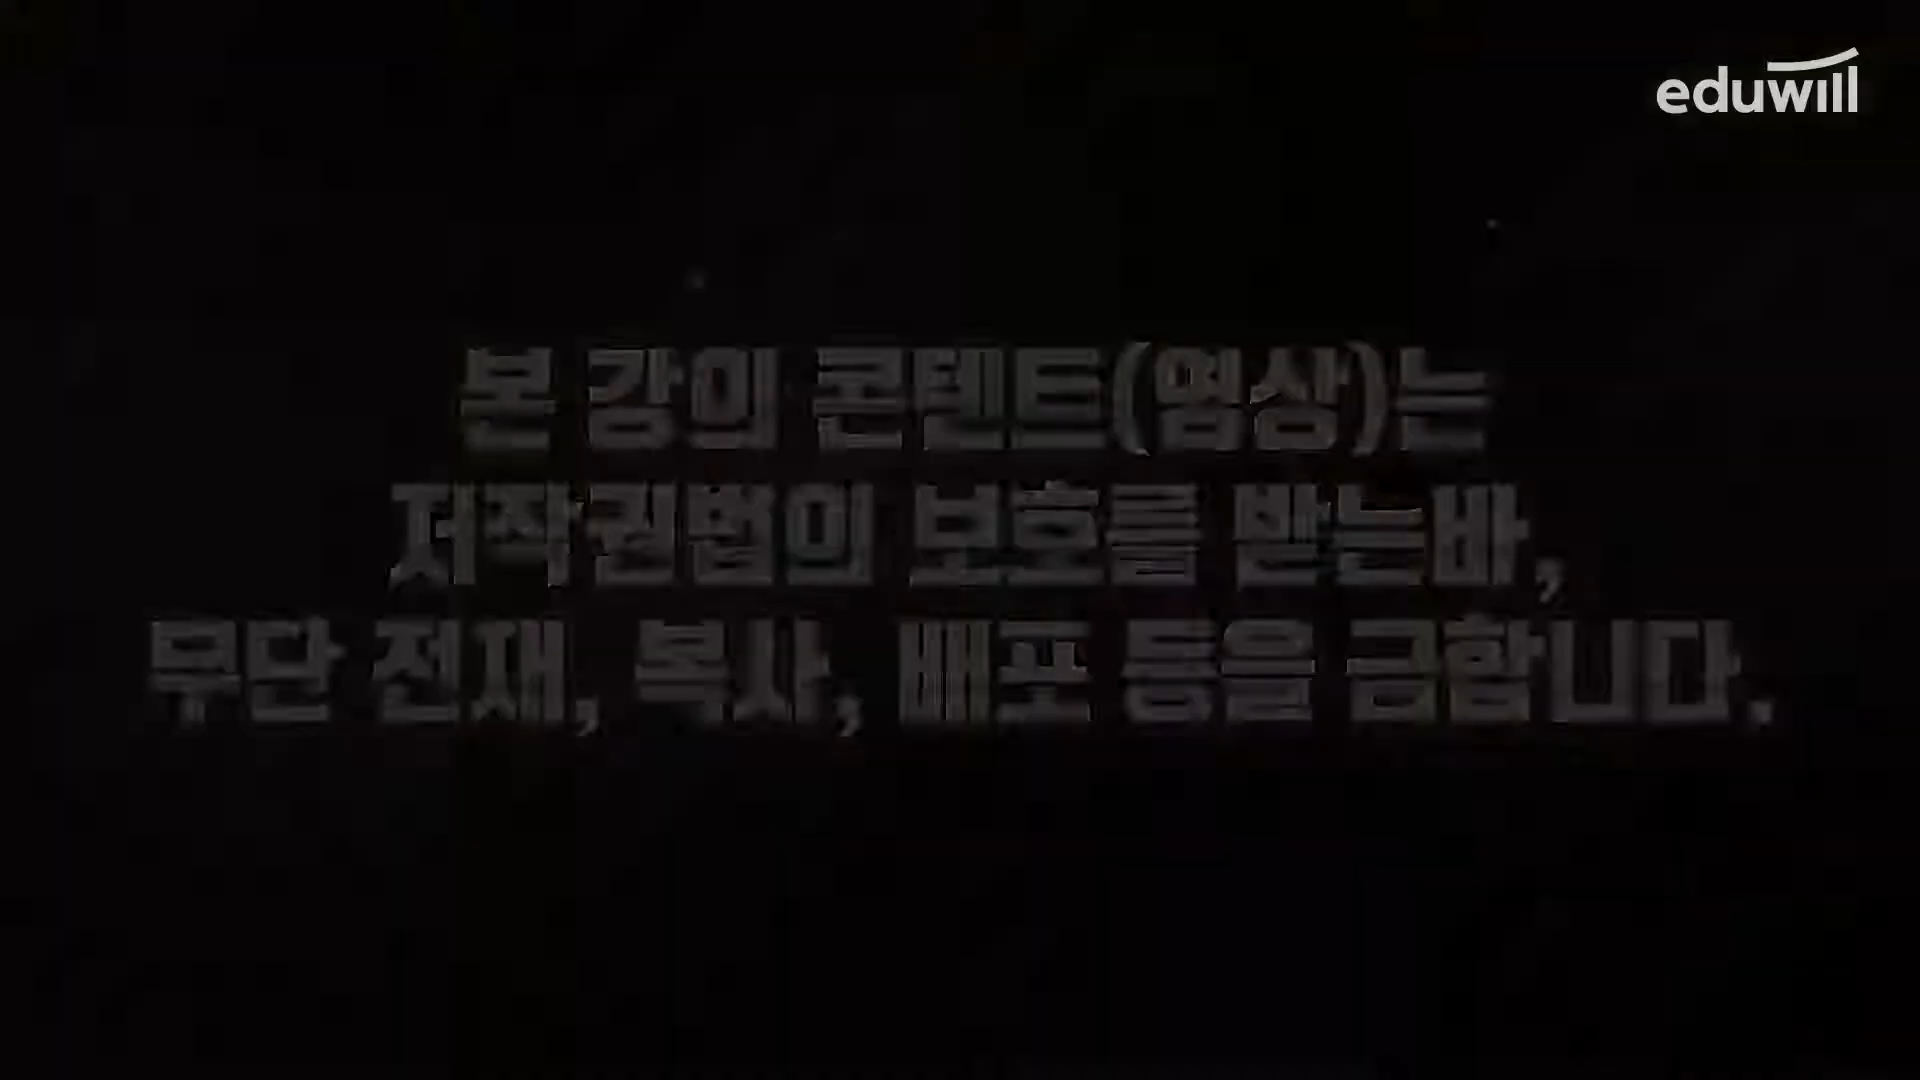 eduwill
본 강의 콘텐트(영상)는
저작권법의 보호를 받는바,
무단 전재, 복사, 배포 등을 금합니다.